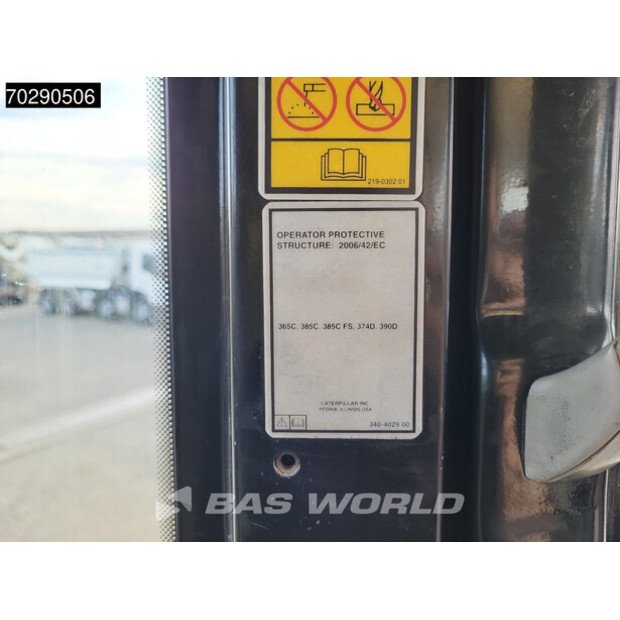 70290506
219-0302 01
OPERATOR PROTECTIVE
STRUCTURE: 2006/42/EC
365C, 385C, 385C FS, 374D, 390D
CATERPILLAR INC.
PEORIA, ILLINOIS, USA
348-4029 00
BAS WORLD